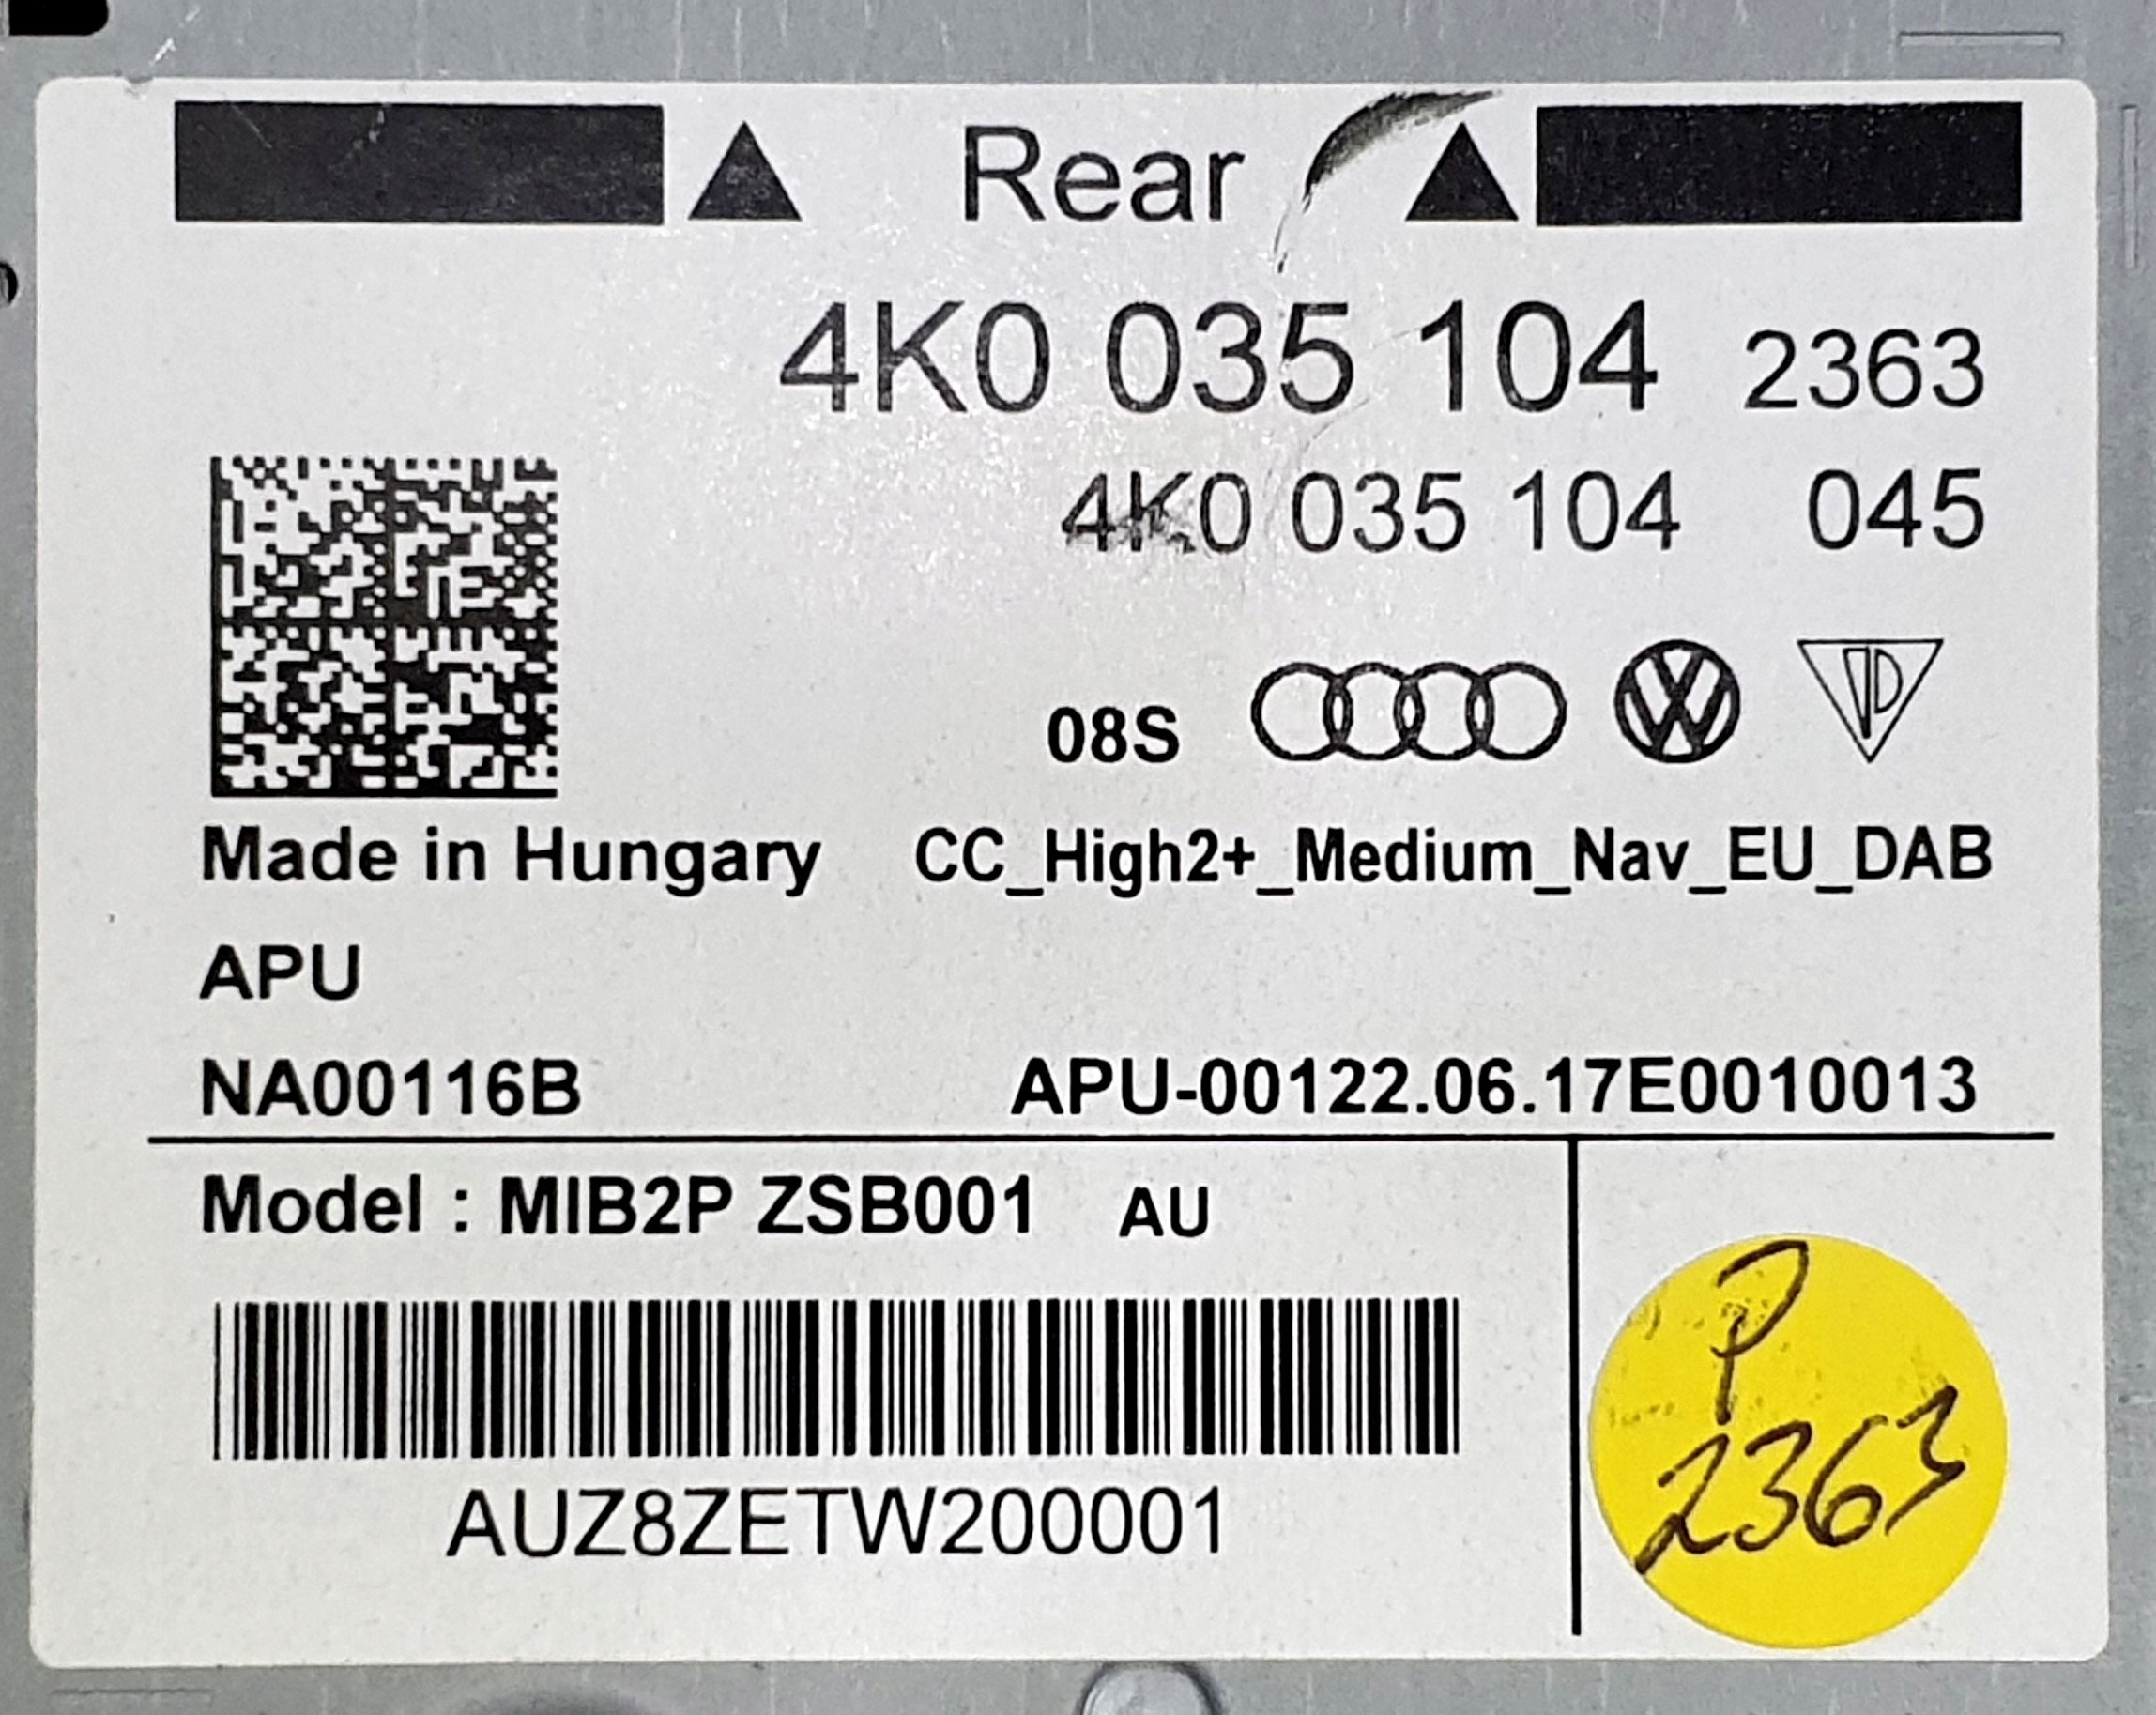 Rear
4K0 035 104 2363
4K0 035 104 045
08S
Made in Hungary CC_High2+_Medium_Nav_EU_DAB
APU
NA00116B APU-00122.06.17E0010013
Model : MIB2P ZSB001 AU
AUZ8ZETW200001
P
2363